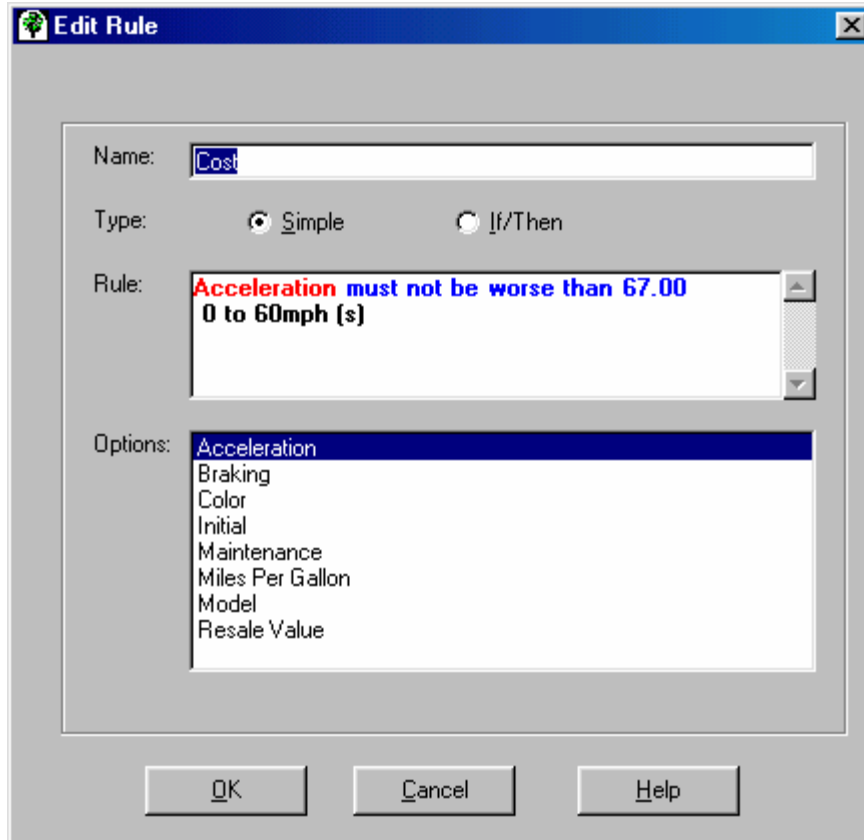 Edit Rule
Name: Cost
Type: Simple If/Then
Rule: Acceleration must not be worse than 67.00
0 to 60mph (s)
Options: Acceleration
Braking
Color
Initial
Maintenance
Miles Per Gallon
Model
Resale Value
OK Cancel Help